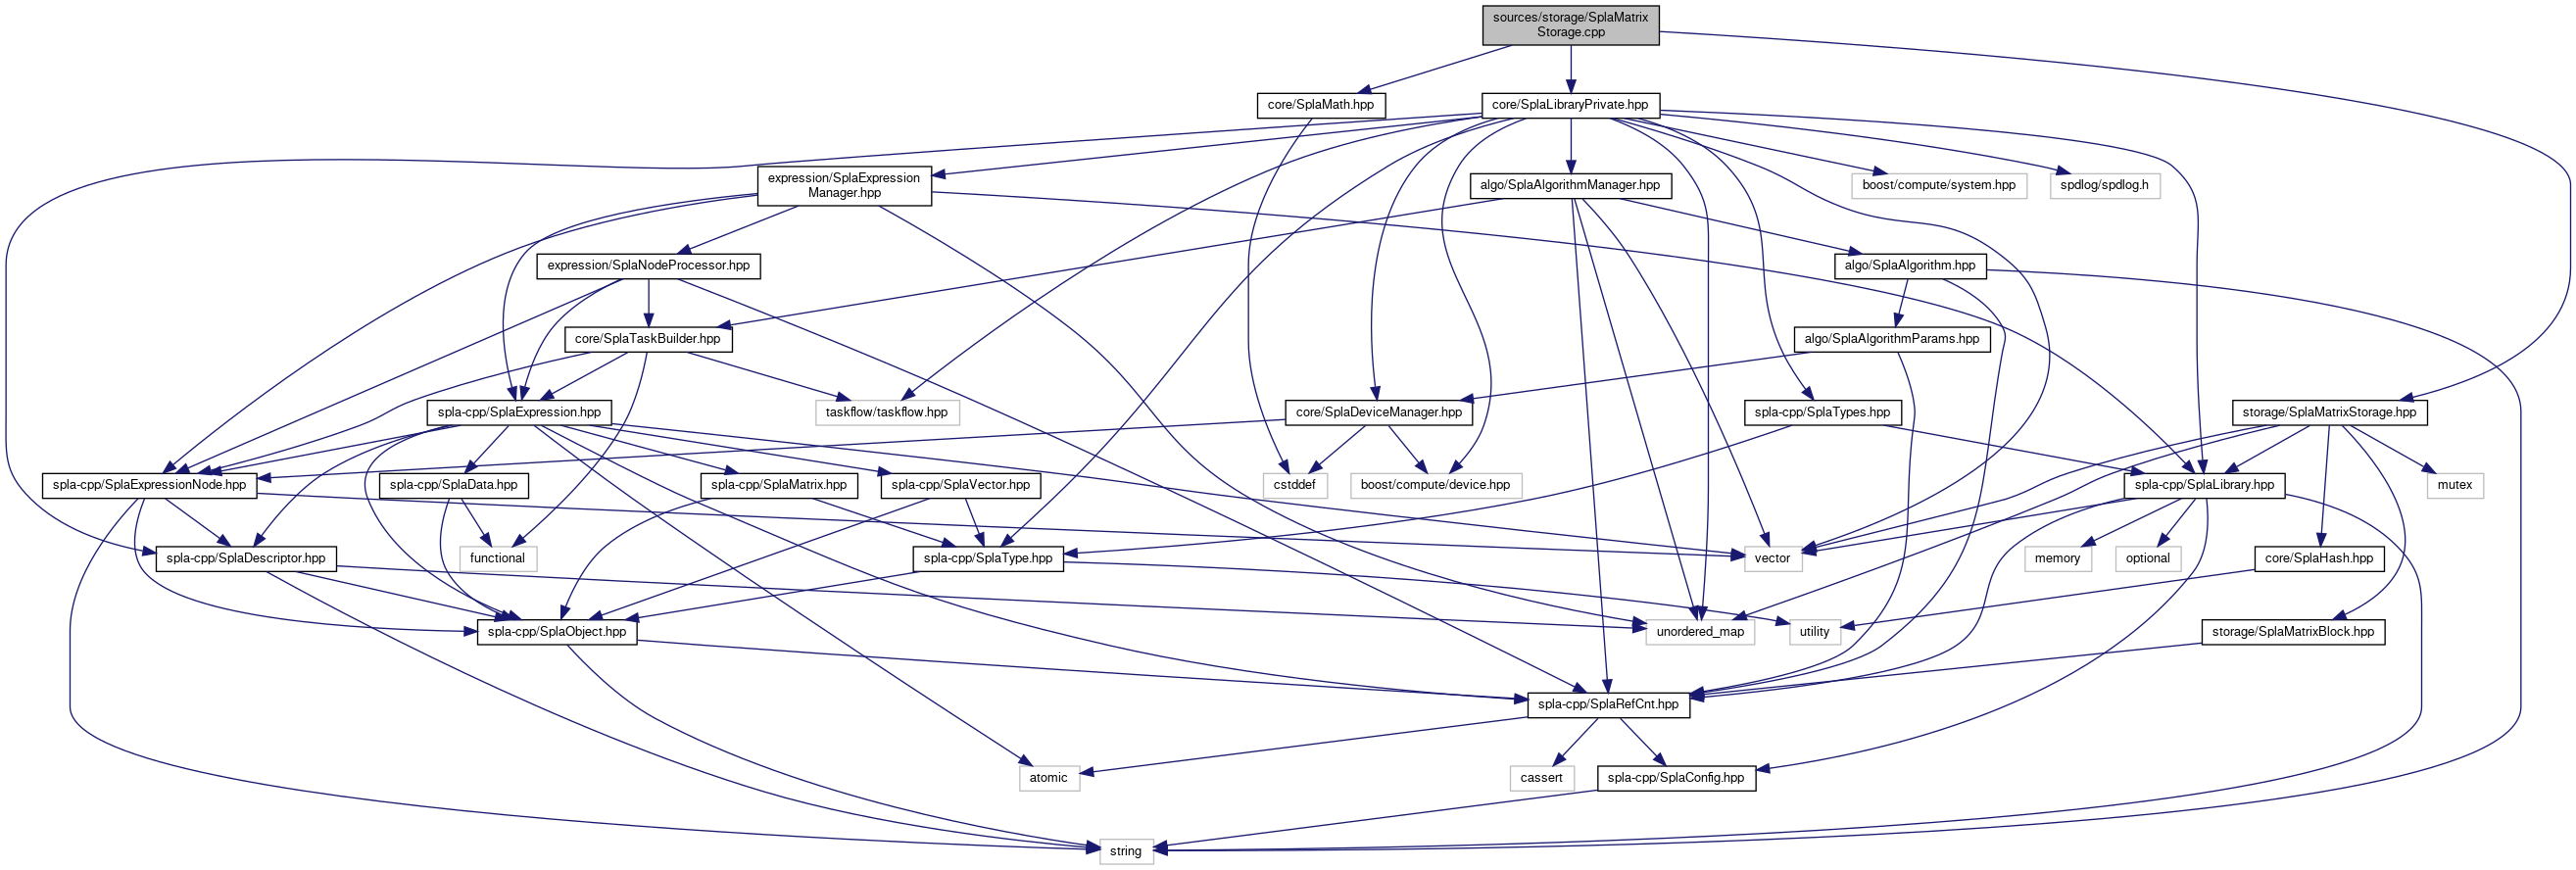 sources/storage/SplaMatrix
Storage.cpp
core/SplaMath.hpp
core/SplaLibraryPrivate.hpp
expression/SplaExpression
Manager.hpp
algo/SplaAlgorithmManager.hpp
boost/compute/system.hpp
spdlog/spdlog.h
expression/SplaNodeProcessor.hpp
algo/SplaAlgorithm.hpp
core/SplaTaskBuilder.hpp
algo/SplaAlgorithmParams.hpp
spla-cpp/SplaExpression.hpp
taskflow/taskflow.hpp
core/SplaDeviceManager.hpp
spla-cpp/SplaTypes.hpp
storage/SplaMatrixStorage.hpp
spla-cpp/SplaExpressionNode.hpp
spla-cpp/SplaData.hpp
spla-cpp/SplaMatrix.hpp
spla-cpp/SplaVector.hpp
cstddef
boost/compute/device.hpp
spla-cpp/SplaLibrary.hpp
mutex
spla-cpp/SplaDescriptor.hpp
functional
spla-cpp/SplaType.hpp
vector
memory
optional
core/SplaHash.hpp
spla-cpp/SplaObject.hpp
unordered_map
utility
storage/SplaMatrixBlock.hpp
spla-cpp/SplaRefCnt.hpp
atomic
cassert
spla-cpp/SplaConfig.hpp
string